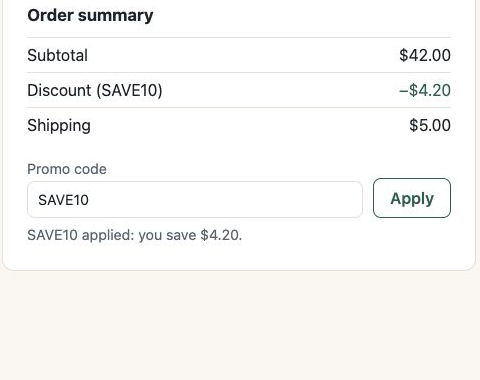 Order summary
Subtotal $42.00
Discount (SAVE10) –$4.20
Shipping $5.00
Promo code
SAVE10 Apply
SAVE10 applied: you save $4.20.